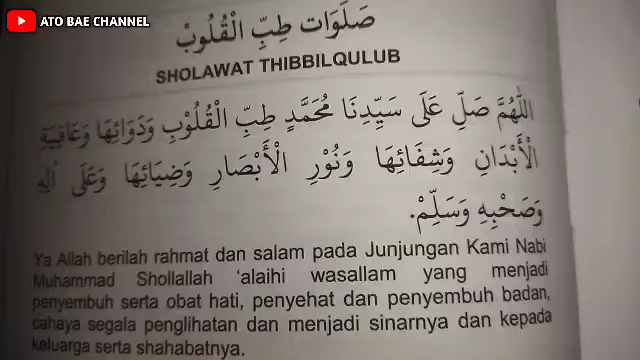 ATO BAE CHANNEL
صَلَوَات طِبِّ الْقُلُوْبْ
SHOLAWAT THIBBILQULUB
اللّٰهُمَّ صَلِّ عَلَى سَيِّدِنَا مُحَمَّدٍ طِبِّ الْقُلُوْبِ وَدَوَائِهَا وَعَافِيَةِ
الْأَبْدَانِ وَشِفَائِهَا وَنُوْرِ الْأَبْصَارِ وَضِيَائِهَا وَعَلَى اٰلِهِ
وَصَحْبِهِ وَسَلِّمْ.
Ya Allah berilah rahmat dan salam pada Junjungan Kami Nabi
Muhammad Shollallah 'alaihi wasallam yang menjadi
penyembuh serta obat hati, penyehat dan penyembuh badan,
cahaya segala penglihatan dan menjadi sinarnya dan kepada
keluarga serta shahabatnya.